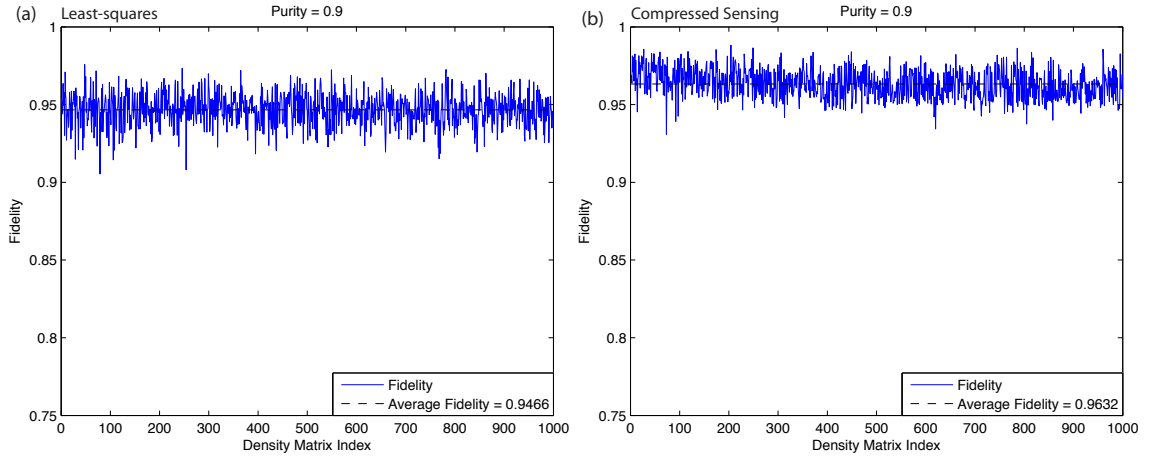 (a) Least-squares Purity = 0.9
1
0.95
0.9
0.85
0.8
0.75
Fidelity
0 100 200 300 400 500 600 700 800 900 1000
Density Matrix Index
Fidelity
Average Fidelity = 0.9466
(b) Compressed Sensing Purity = 0.9
1
0.95
0.9
0.85
0.8
0.75
Fidelity
0 100 200 300 400 500 600 700 800 900 1000
Density Matrix Index
Fidelity
Average Fidelity = 0.9632